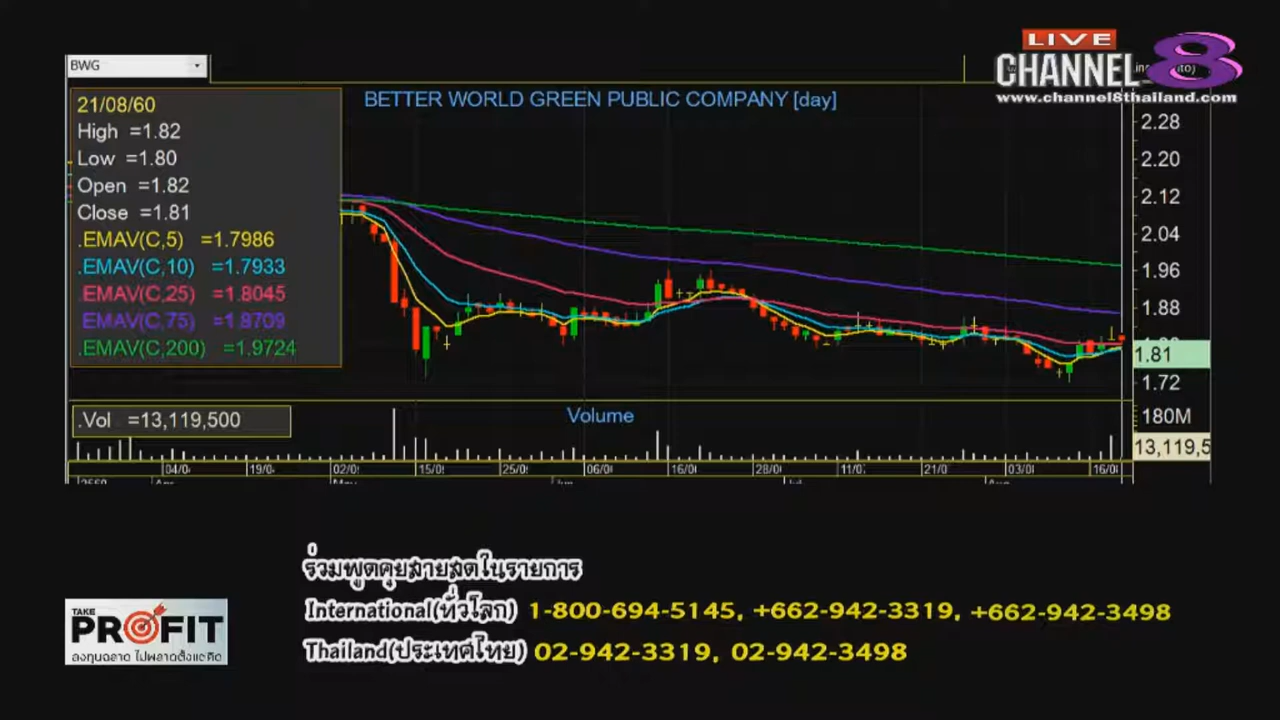 LIVE
CHANNEL 8
www.channel8thailand.com
BWG
BETTER WORLD GREEN PUBLIC COMPANY [day]
21/08/60
High =1.82
Low =1.80
Open =1.82
Close =1.81
.EMAV(C,5) =1.7986
.EMAV(C,10) =1.7933
.EMAV(C,25) =1.8045
.EMAV(C,75) =1.8709
.EMAV(C,200) =1.9724
2.28
2.20
2.12
2.04
1.96
1.88
1.81
1.72
.Vol =13,119,500
Volume
180M
13,119,5
04/0 19/0 02/0 15/0 25/0 06/0 16/0 28/0 11/0 21/0 03/0 16/0
ร่วมพูดคุยสายสดในรายการ
International(ทั่วโลก) 1-800-694-5145, +662-942-3319, +662-942-3498
Thailand(ประเทศไทย) 02-942-3319, 02-942-3498
TAKE
PROFIT
ลงทุนฉลาด ไม่พลาดตั้งแต่คิด